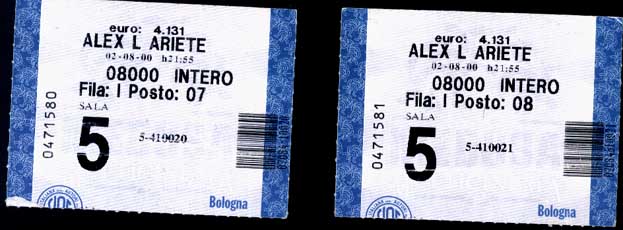 euro: 4.131
ALEX L ARIETE
02-08-00 h21:55
08000 INTERO
Fila: I Posto: 07
SALA
5
5-410020
0471580
Bologna
euro: 4.131
ALEX L ARIETE
02-08-00 h21:55
08000 INTERO
Fila: I Posto: 08
SALA
5
5-410021
0471581
Bologna